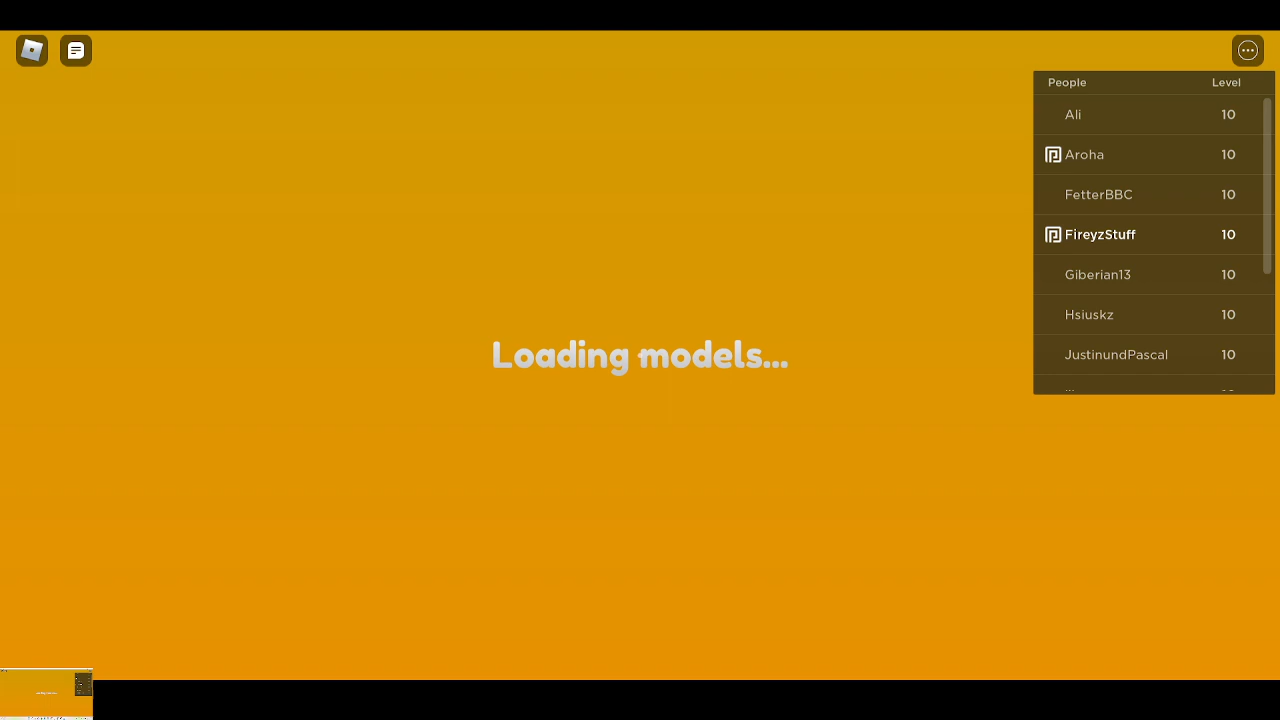 People Level
Ali 10
Aroha 10
FetterBBC 10
FireyzStuff 10
Giberian13 10
Hsiuskz 10
JustinundPascal 10
Loading models...